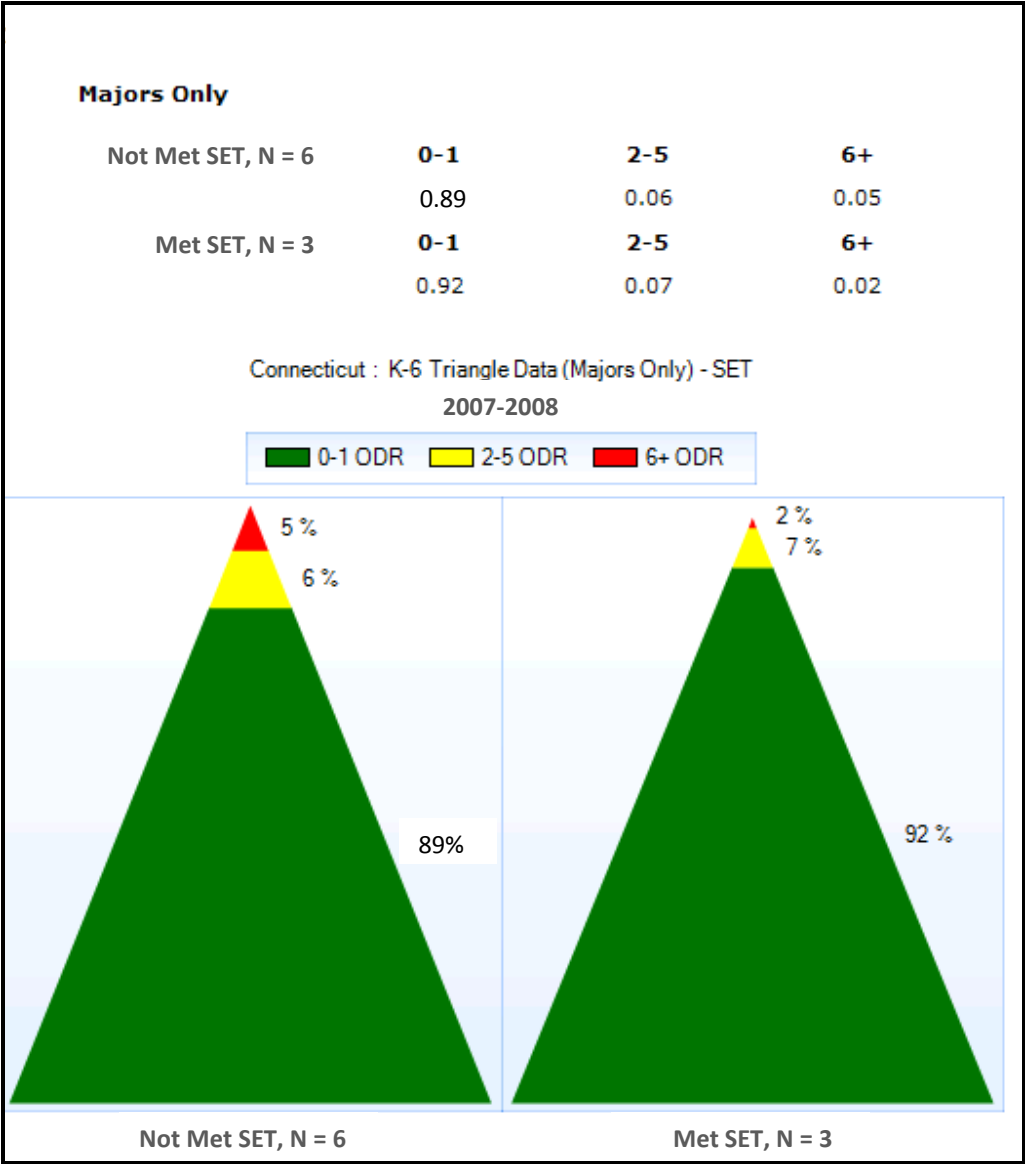 Majors Only
Not Met SET, N = 6 0-1 2-5 6+
0.89 0.06 0.05
Met SET, N = 3 0-1 2-5 6+
0.92 0.07 0.02
Connecticut : K-6 Triangle Data (Majors Only) - SET
2007-2008
0-1 ODR 2-5 ODR 6+ ODR
5 %
6 %
89%
2 %
7 %
92 %
Not Met SET, N = 6
Met SET, N = 3